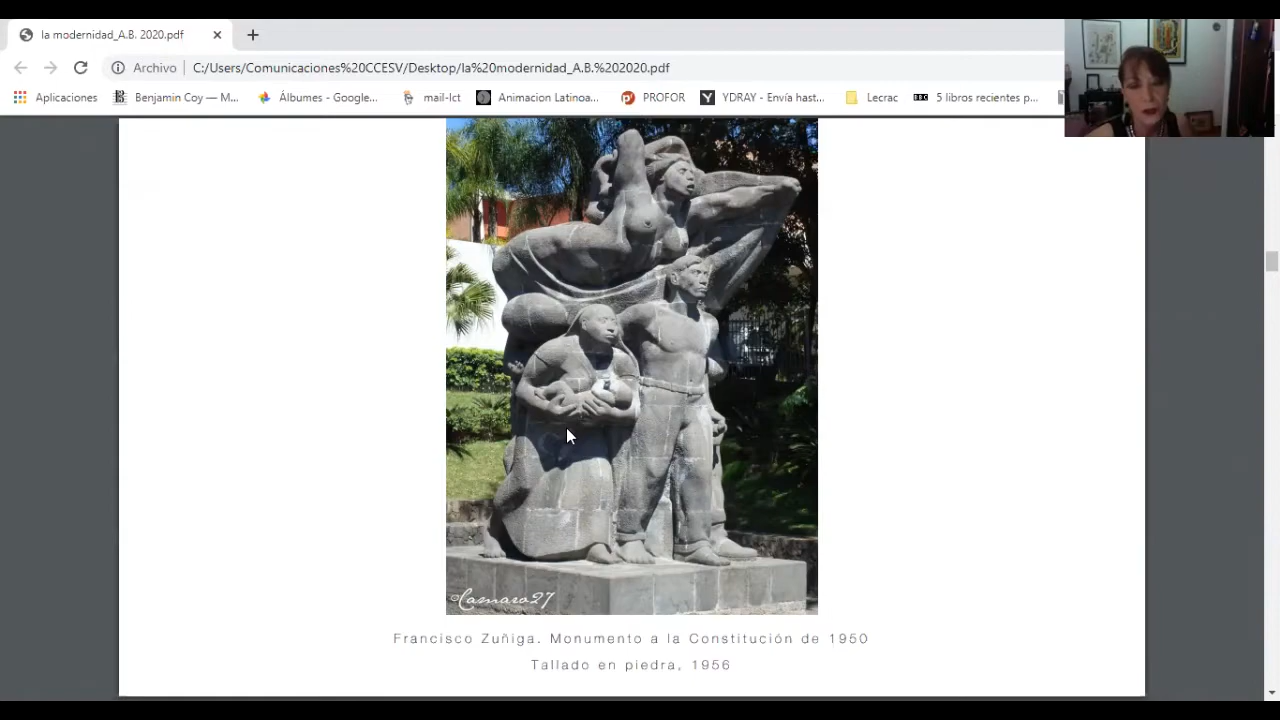 la modernidad_A.B. 2020.pdf
Archivo
C:/Users/Comunicaciones%20CCESV/Desktop/la%20modernidad_A.B.%202020.pdf
Aplicaciones
Benjamin Coy — M...
Álbumes - Google...
mail-lct
Animacion Latinoa...
PROFOR
YDRAY - Envía hast...
Lecrac
BBC 5 libros recientes p...
©Camaro27
Francisco Zuñiga. Monumento a la Constitución de 1950
Tallado en piedra, 1956